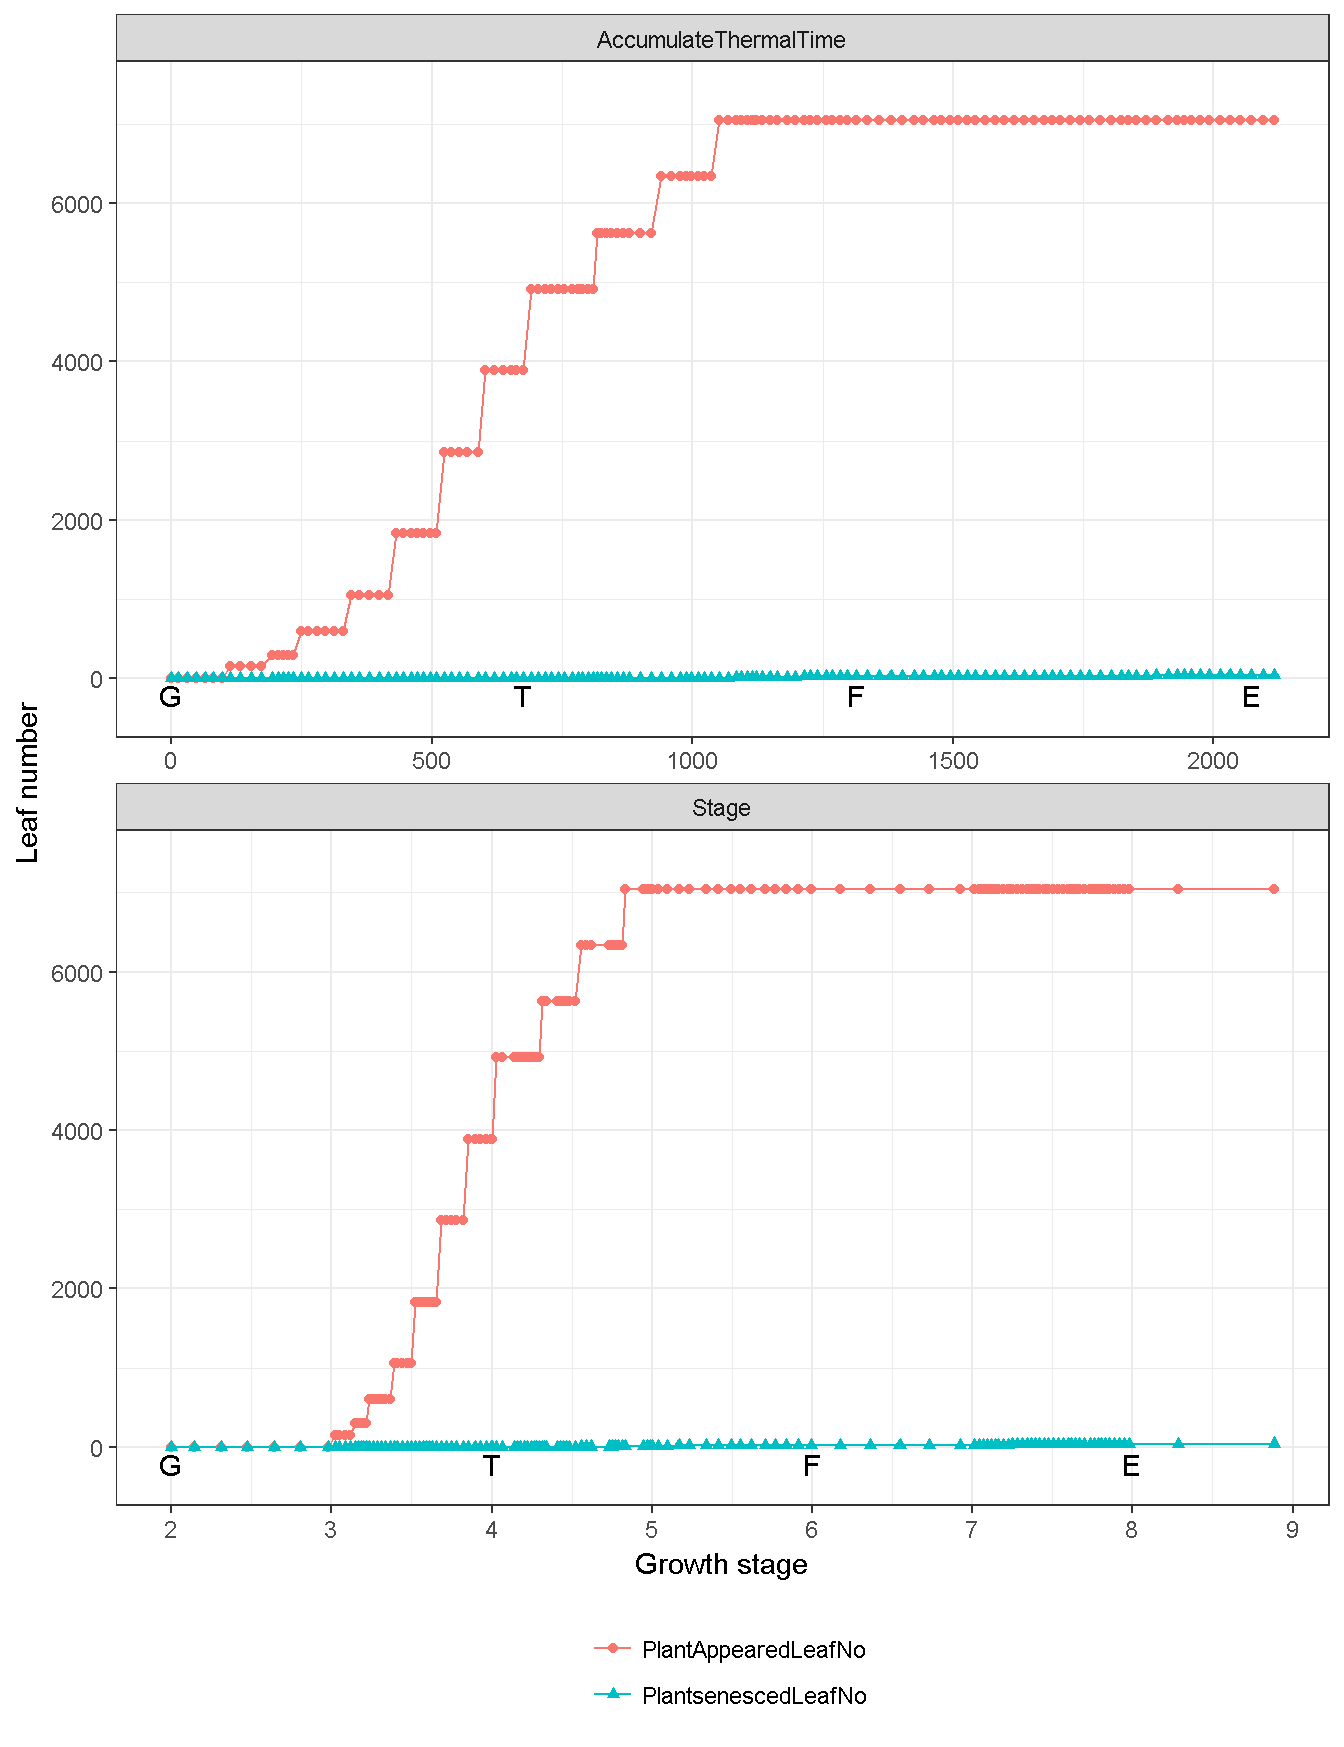 AccumulateThermalTime
6000
4000
2000
0
G T F E
0 500 1000 1500 2000
Leaf number
Stage
6000
4000
2000
0
G T F E
2 3 4 5 6 7 8 9
Growth stage
PlantAppearedLeafNo
PlantsenescedLeafNo